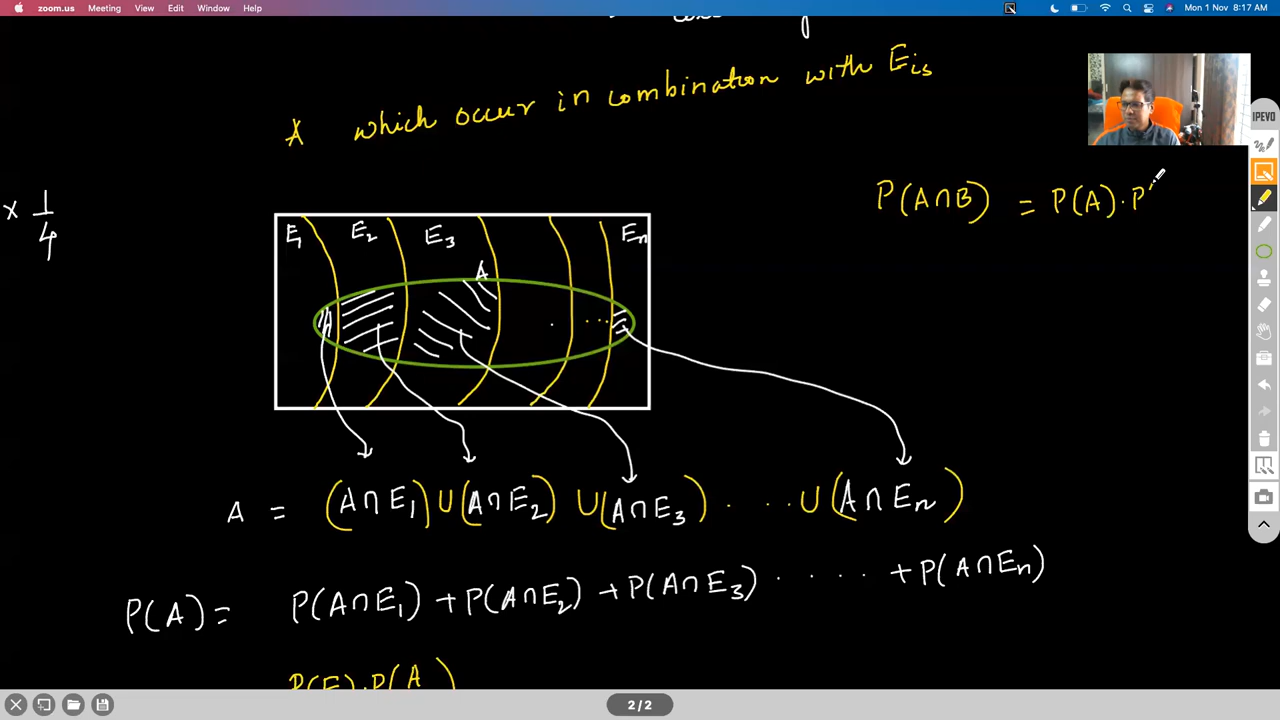 zoom.us Meeting View Edit Window Help Mon 1 Nov 8:17 AM
A which occur in combination with Eis
IPEVO
× 1/4
P(A∩B) = P(A)·P
E1 E2 E3 En
A
A = (A∩E1) U (A∩E2) U (A∩E3) . . . . U (A∩En)
P(A) = P(A∩E1) + P(A∩E2) + P(A∩E3) . . . . + P(A∩En)
P(E).P(A
2/2